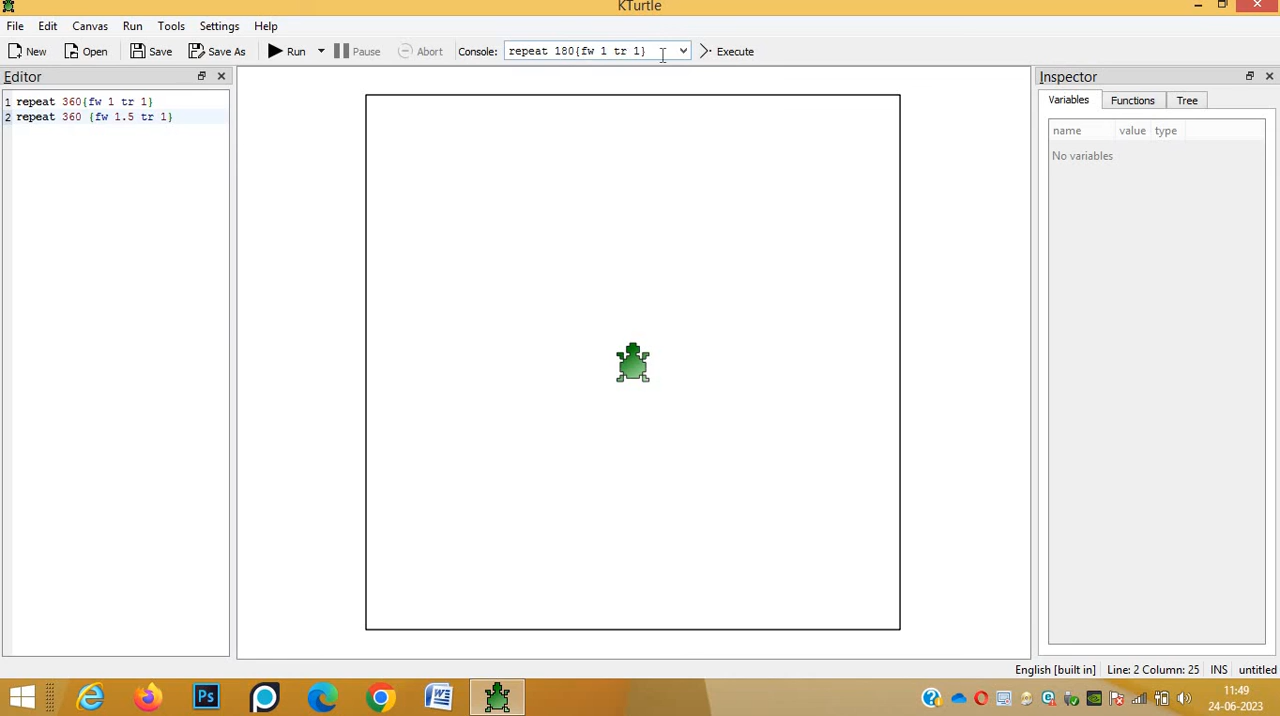 KTurtle
File Edit Canvas Run Tools Settings Help
New Open Save Save As Run Pause Abort Console: repeat 180{fw 1 tr 1} Execute
Editor
1 repeat 360{fw 1 tr 1}
2 repeat 360 {fw 1.5 tr 1}
Inspector
Variables Functions Tree
name value type
No variables
English [built in] Line: 2 Column: 25 INS untitled
Ps
11:49
24-06-2023